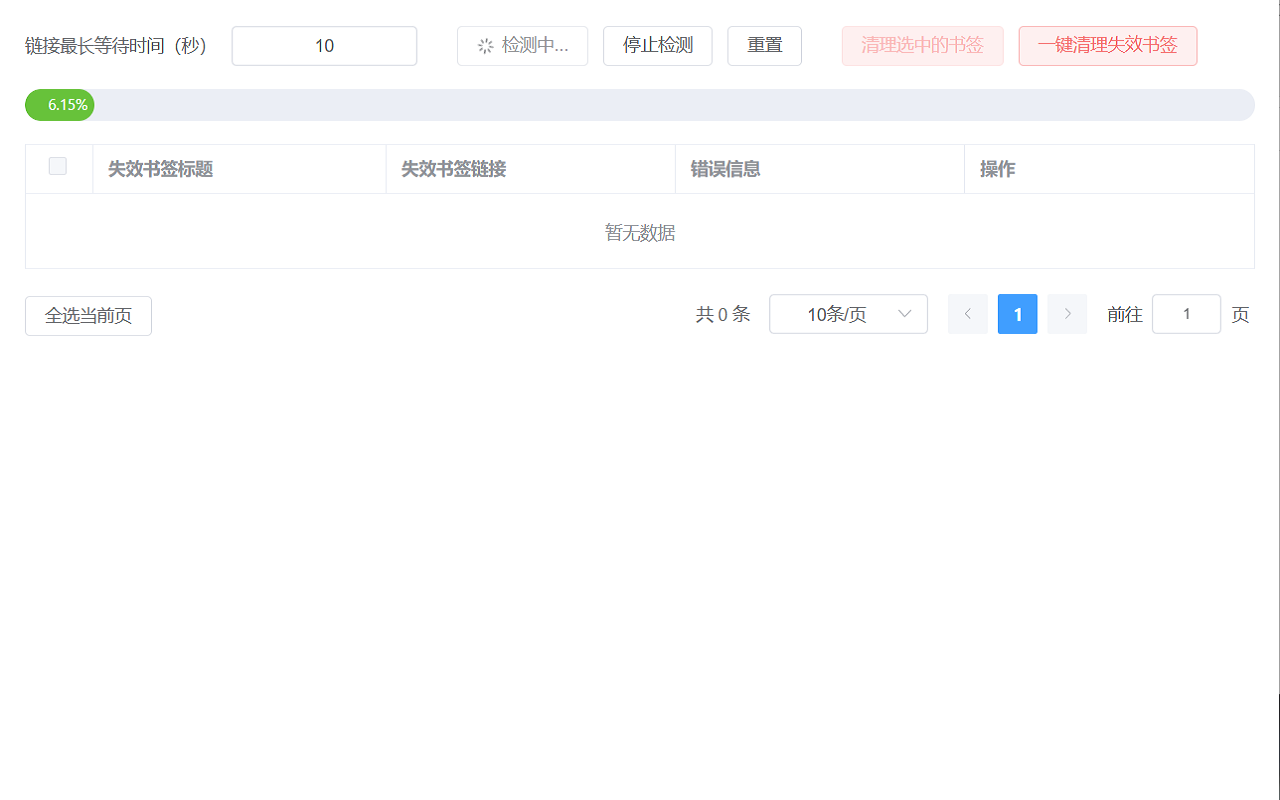 链接最长等待时间（秒） 10 检测中... 停止检测 重置 清理选中的书签 一键清理失效书签
6.15%
失效书签标题 失效书签链接 错误信息 操作
暂无数据
全选当前页 共 0 条 10条/页 1 前往 1 页